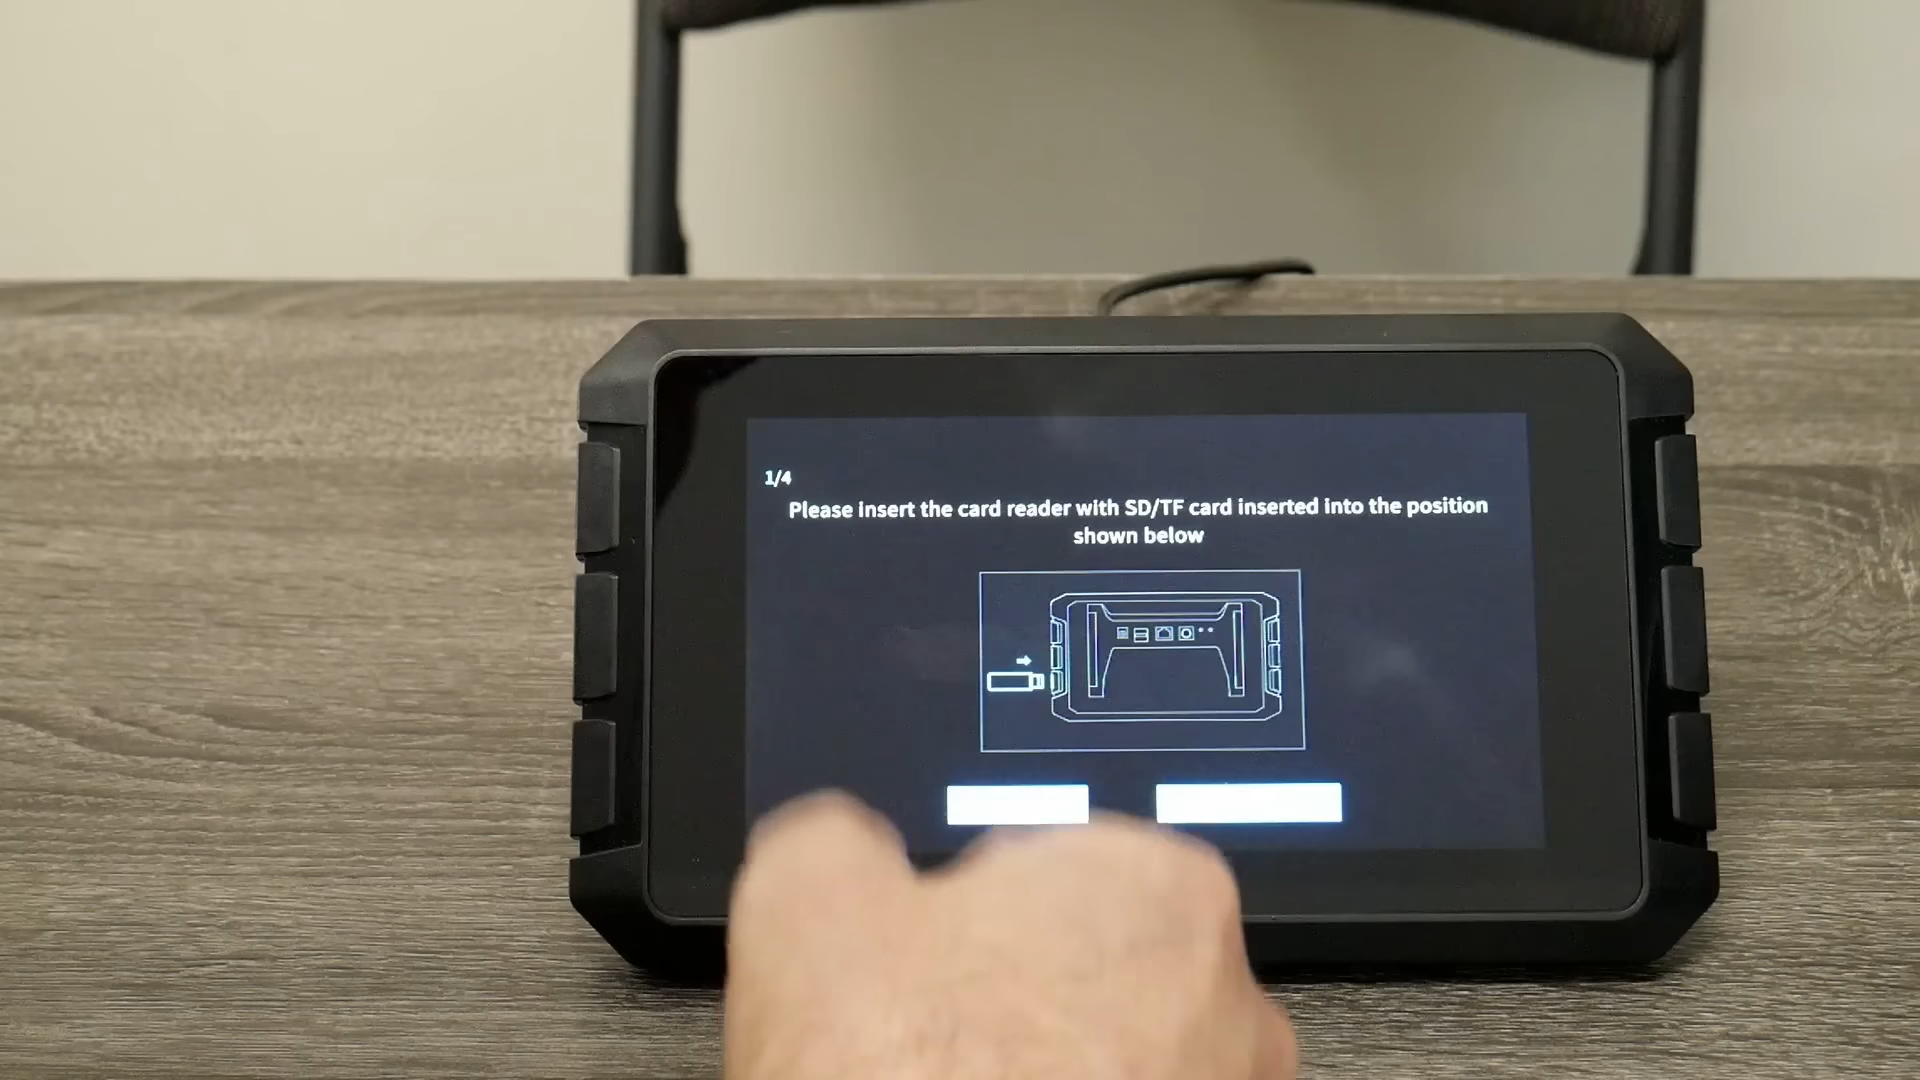 1/4
Please insert the card reader with SD/TF card inserted into the position
shown below